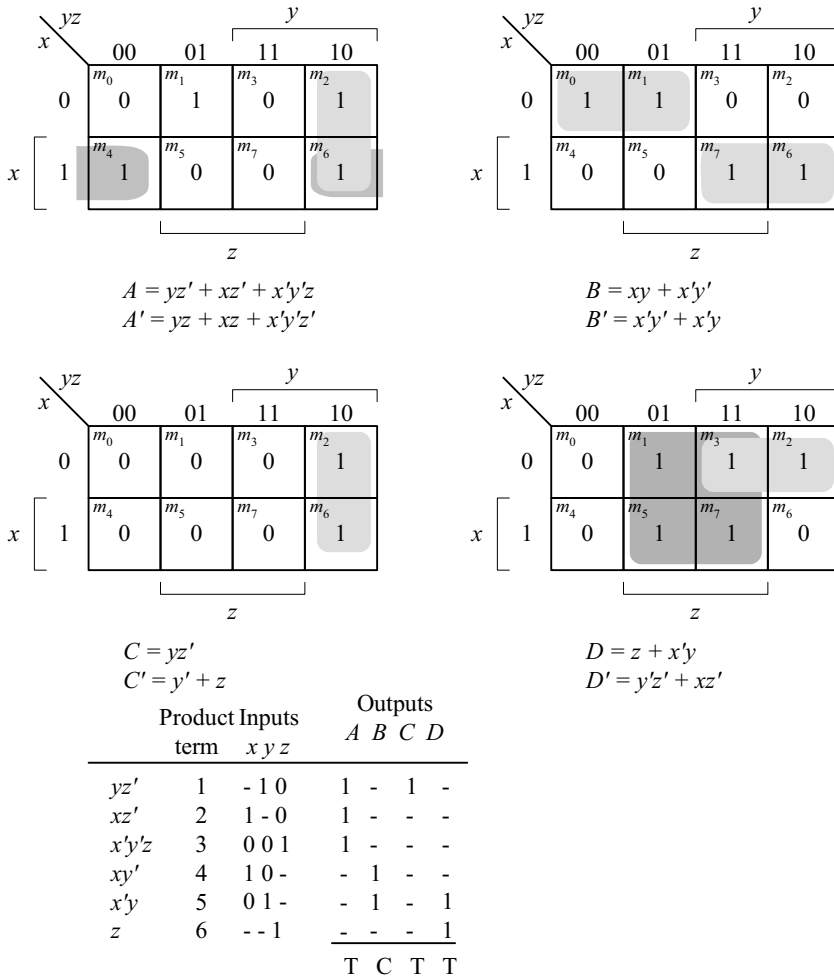 yz y yz y
x x
00 01 11 10 00 01 11 10
m0 m1 m3 m2 m0 m1 m3 m2
0 0 1 0 1 0 1 1 0 0
m4 m5 m7 m6 m4 m5 m7 m6
x 1 1 0 0 1 x 1 0 0 1 1
z z
A = yz' + xz' + x'y'z B = xy + x'y'
A' = yz + xz + x'y'z' B' = x'y' + x'y
yz y yz y
x x
00 01 11 10 00 01 11 10
m0 m1 m3 m2 m0 m1 m3 m2
0 0 0 0 1 0 0 1 1 1
m4 m5 m7 m6 m4 m5 m7 m6
x 1 0 0 0 1 x 1 0 1 1 0
z z
C = yz' D = z + x'y
C' = y' + z D' = y'z' + xz'
Product Inputs Outputs
term x y z A B C D
yz' 1 - 1 0 1 - 1 -
xz' 2 1 - 0 1 - - -
x'y'z 3 0 0 1 1 - - -
xy' 4 1 0 - - 1 - -
x'y 5 0 1 - - 1 - 1
z 6 - - 1 - - - 1
T C T T